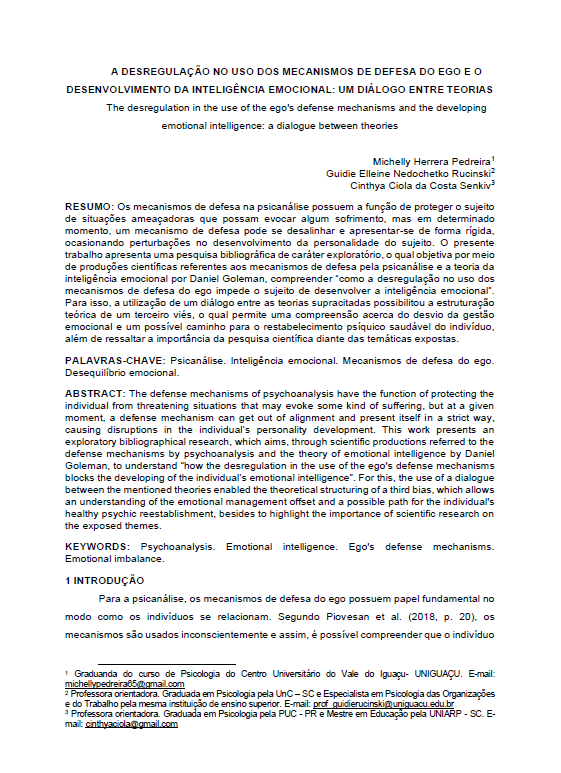 A DESREGULAÇÃO NO USO DOS MECANISMOS DE DEFESA DO EGO E O
DESENVOLVIMENTO DA INTELIGÊNCIA EMOCIONAL: UM DIÁLOGO ENTRE TEORIAS
The desregulation in the use of the ego's defense mechanisms and the developing
emotional intelligence: a dialogue between theories
Michelly Herrera Pedreira1
Guidie Elleine Nedochetko Rucinski2
Cinthya Ciola da Costa Senkiv3
RESUMO: Os mecanismos de defesa na psicanálise possuem a função de proteger o sujeito
de situações ameaçadoras que possam evocar algum sofrimento, mas em determinado
momento, um mecanismo de defesa pode se desalinhar e apresentar-se de forma rígida,
ocasionando perturbações no desenvolvimento da personalidade do sujeito. O presente
trabalho apresenta uma pesquisa bibliográfica de caráter exploratório, o qual objetiva por meio
de produções científicas referentes aos mecanismos de defesa pela psicanálise e a teoria da
inteligência emocional por Daniel Goleman, compreender “como a desregulação no uso dos
mecanismos de defesa do ego impede o sujeito de desenvolver a inteligência emocional”.
Para isso, a utilização de um diálogo entre as teorias supracitadas possibilitou a estruturação
teórica de um terceiro viés, o qual permite uma compreensão acerca do desvio da gestão
emocional e um possível caminho para o restabelecimento psíquico saudável do indivíduo,
além de ressaltar a importância da pesquisa científica diante das temáticas expostas.
PALAVRAS-CHAVE: Psicanálise. Inteligência emocional. Mecanismos de defesa do ego.
Desequilíbrio emocional.
ABSTRACT: The defense mechanisms of psychoanalysis have the function of protecting the
individual from threatening situations that may evoke some kind of suffering, but at a given
moment, a defense mechanism can get out of alignment and present itself in a strict way,
causing disruptions in the individual's personality development. This work presents an
exploratory bibliographical research, which aims, through scientific productions referred to the
defense mechanisms by psychoanalysis and the theory of emotional intelligence by Daniel
Goleman, to understand “how the desregulation in the use of the ego's defense mechanisms
blocks the developing of the individual's emotional intelligence”. For this, the use of a dialogue
between the mentioned theories enabled the theoretical structuring of a third bias, which allows
an understanding of the emotional management offset and a possible path for the individual's
healthy psychic reestablishment, besides to highlight the importance of scientific research on
the exposed themes.
KEYWORDS: Psychoanalysis. Emotional intelligence. Ego's defense mechanisms.
Emotional imbalance.
1 INTRODUÇÃO
Para a psicanálise, os mecanismos de defesa do ego possuem papel fundamental no
modo como os indivíduos se relacionam. Segundo Piovesan et al. (2018, p. 20), os
mecanismos são usados inconscientemente e assim, é possível compreender que o indivíduo
1 Graduanda do curso de Psicologia do Centro Universitário do Vale do Iguaçu- UNIGUAÇU. E-mail:
michellypedreira65@gmail.com
2 Professora orientadora. Graduada em Psicologia pela UnC – SC e Especialista em Psicologia das Organizações
e do Trabalho pela mesma instituição de ensino superior. E-mail: prof_guidierucinski@uniguacu.edu.br
3 Professora orientadora. Graduada em Psicologia pela PUC - PR e Mestre em Educação pela UNIARP - SC. E-
mail: cinthyaciola@gmail.com